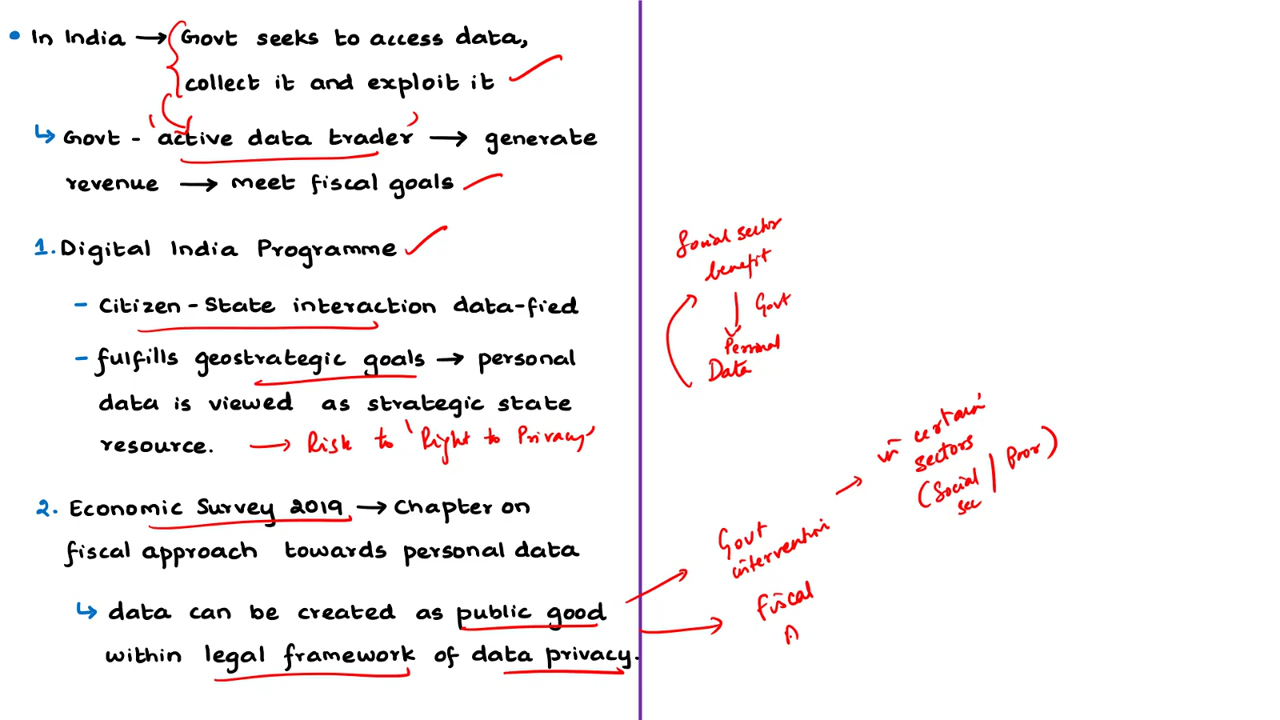 • In India → Govt seeks to access data,
collect it and exploit it
↳ Govt - 'active data trader' → generate
revenue → meet fiscal goals
1. Digital India Programme
- Citizen-State interaction data-fied
- fulfills geostrategic goals → personal
data is viewed as strategic state
resource. → Risk to 'Right to Privacy'
2. Economic Survey 2019 → Chapter on
fiscal approach towards personal data
↳ data can be created as public good
within legal framework of data privacy.
Social sector
benefit
Govt
Personal
Data
Govt
intervention
in certain
sectors
(Social / Poor)
sec
fiscal
A